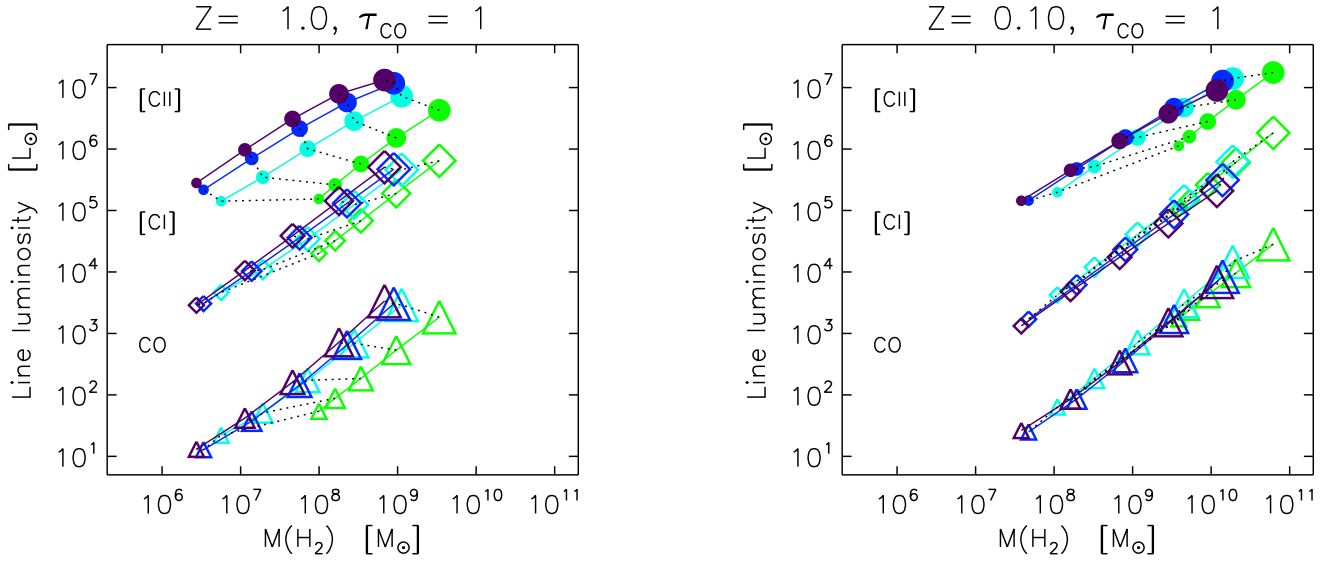 Z= 1.0, τCO = 1
Line luminosity [L⊙]
10⁷
10⁶
10⁵
10⁴
10³
10²
10¹
[CII]
[CI]
CO
10⁶ 10⁷ 10⁸ 10⁹ 10¹⁰ 10¹¹
M(H₂) [M⊙]
Z= 0.10, τCO = 1
Line luminosity [L⊙]
10⁷
10⁶
10⁵
10⁴
10³
10²
10¹
[CII]
[CI]
CO
10⁶ 10⁷ 10⁸ 10⁹ 10¹⁰ 10¹¹
M(H₂) [M⊙]